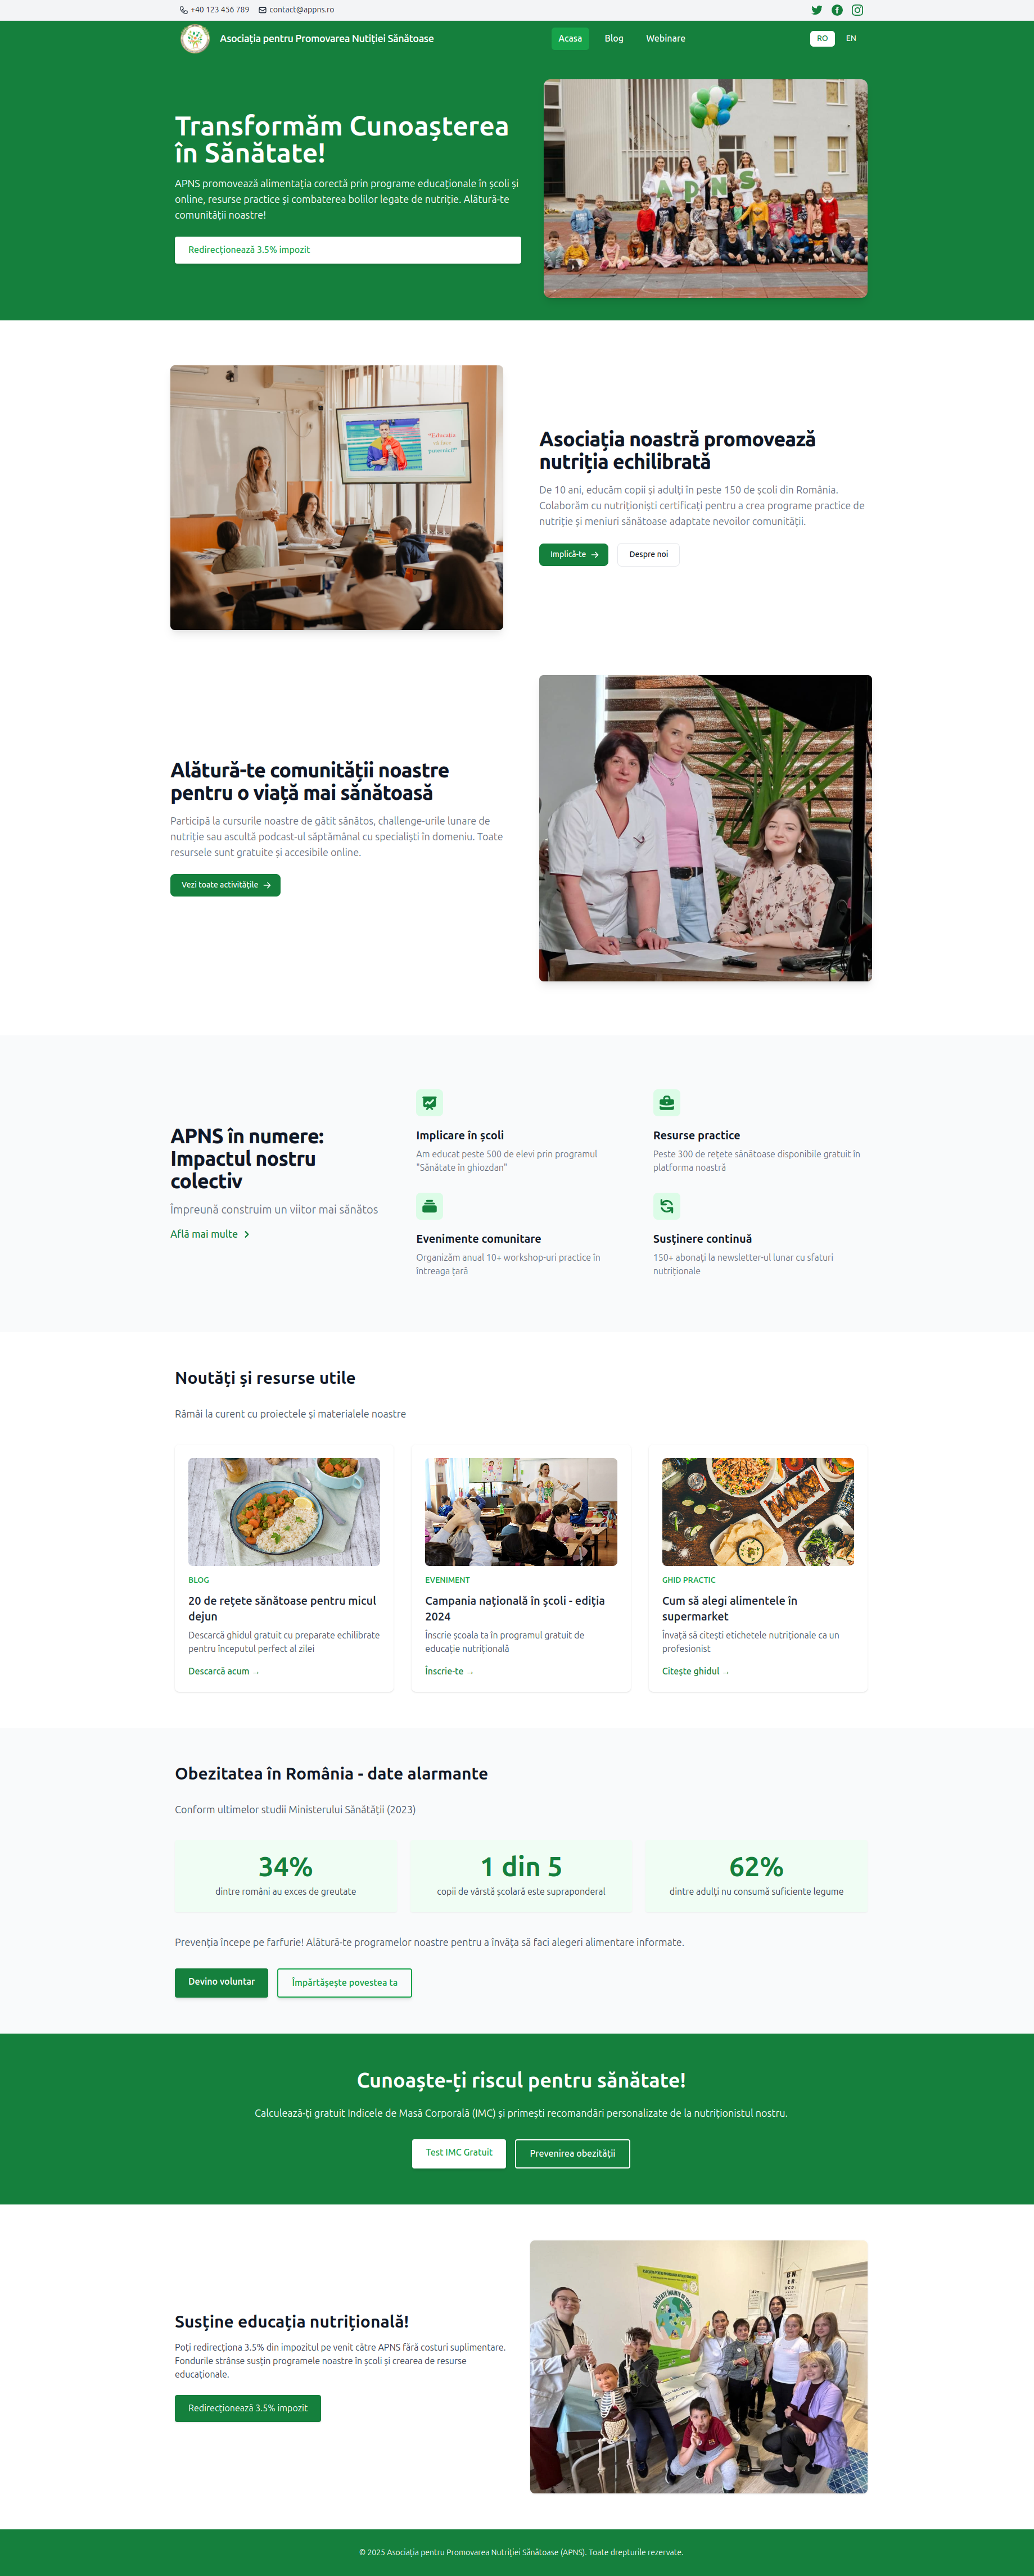 +40 123 456 789 contact@appns.ro
Asociația pentru Promovarea Nutiției Sănătoase Acasa Blog Webinare RO EN
Transformăm Cunoașterea
în Sănătate!
APNS promovează alimentația corectă prin programe educaționale în școli și
online, resurse practice și combaterea bolilor legate de nutriție. Alătură-te
comunității noastre!
Redirecționează 3.5% impozit
APNS
"Educația
Asociația noastră promovează
nutriția echilibrată
De 10 ani, educăm copii și adulți în peste 150 de școli din România.
Colaborăm cu nutriționiști certificați pentru a crea programe practice de
nutriție și meniuri sănătoase adaptate nevoilor comunității.
Implică-te → Despre noi
Alătură-te comunității noastre
pentru o viață mai sănătoasă
Participă la cursurile noastre de gătit sănătos, challenge-urile lunare de
nutriție sau ascultă podcast-ul săptămânal cu specialiști în domeniu. Toate
resursele sunt gratuite și accesibile online.
Vezi toate activitățile →
APNS în numere:
Impactul nostru
colectiv
Împreună construim un viitor mai sănătos
Află mai multe
Implicare în școli
Am educat peste 500 de elevi prin programul
"Sănătate în ghiozdan"
Resurse practice
Peste 300 de rețete sănătoase disponibile gratuit în
platforma noastră
Evenimente comunitare
Organizăm anual 10+ workshop-uri practice în
întreaga țară
Susținere continuă
150+ abonați la newsletter-ul lunar cu sfaturi
nutriționale
Noutăți și resurse utile
Rămâi la curent cu proiectele și materialele noastre
BLOG
20 de rețete sănătoase pentru micul
dejun
Descarcă ghidul gratuit cu preparate echilibrate
pentru începutul perfect al zilei
Descarcă acum →
EVENIMENT
Campania națională în școli - ediția
2024
Înscrie școala ta în programul gratuit de
educație nutrițională
Înscrie-te →
GHID PRACTIC
Cum să alegi alimentele în
supermarket
Învață să citești etichetele nutriționale ca un
profesionist
Citește ghidul →
Obezitatea în România - date alarmante
Conform ultimelor studii Ministerului Sănătății (2023)
34%
dintre români au exces de greutate
1 din 5
copii de vârstă școlară este supraponderal
62%
dintre adulți nu consumă suficiente legume
Prevenția începe pe farfurie! Alătură-te programelor noastre pentru a învăța să faci alegeri alimentare informate.
Devino voluntar Împărtășește povestea ta
Cunoaște-ți riscul pentru sănătate!
Calculează-ți gratuit Indicele de Masă Corporală (IMC) și primești recomandări personalizate de la nutriționistul nostru.
Test IMC Gratuit Prevenirea obezității
Susține educația nutrițională!
Poți redirecționa 3.5% din impozitul pe venit către APNS fără costuri suplimentare.
Fondurile strânse susțin programele noastre în școli și crearea de resurse
educaționale.
Redirecționează 3.5% impozit
© 2025 Asociația pentru Promovarea Nutriției Sănătoase (APNS). Toate drepturile rezervate.